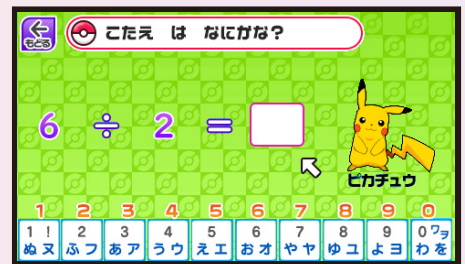 もどる
こたえ は なにかな？
6 ÷ 2 =
ピカチュウ
1 2 3 4 5 6 7 8 9 0
1 ! 2 3 4 5 6 7 8 9 0 ワ ヲ
ぬ ヌ ふ フ あ ア う ウ え エ お オ や ヤ ゆ ユ よ ヨ わ を